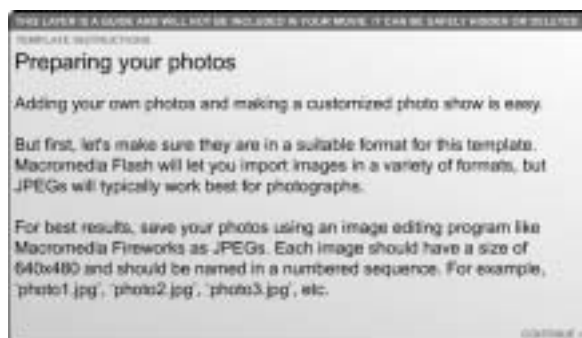 THIS LAYER IS A GUIDE AND WILL NOT BE INCLUDED IN YOUR MOVIE. IT CAN BE SAFELY HIDDEN OR DELETED
TEMPLATE INSTRUCTIONS
Preparing your photos
Adding your own photos and making a customized photo show is easy.
But first, let's make sure they are in a suitable format for this template.
Macromedia Flash will let you import images in a variety of formats, but
JPEGs will typically work best for photographs.
For best results, save your photos using an image editing program like
Macromedia Fireworks as JPEGs. Each image should have a size of
640x480 and should be named in a numbered sequence. For example,
'photo1.jpg', 'photo2.jpg', 'photo3.jpg', etc.
CONTINUE